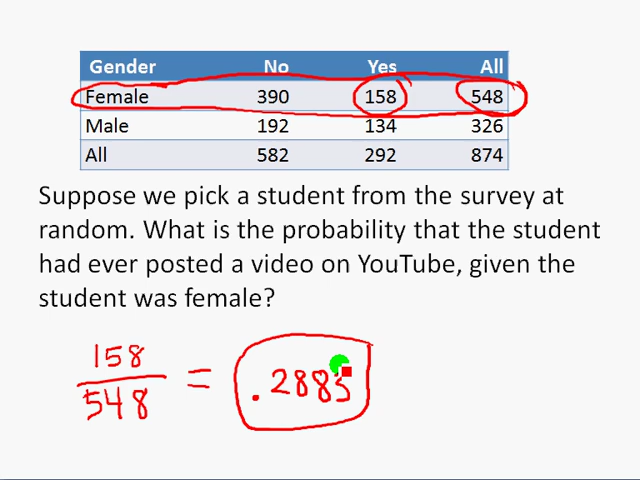 Gender No Yes All
Female 390 158 548
Male 192 134 326
All 582 292 874
Suppose we pick a student from the survey at
random. What is the probability that the student
had ever posted a video on YouTube, given the
student was female?
158
548
= .2883